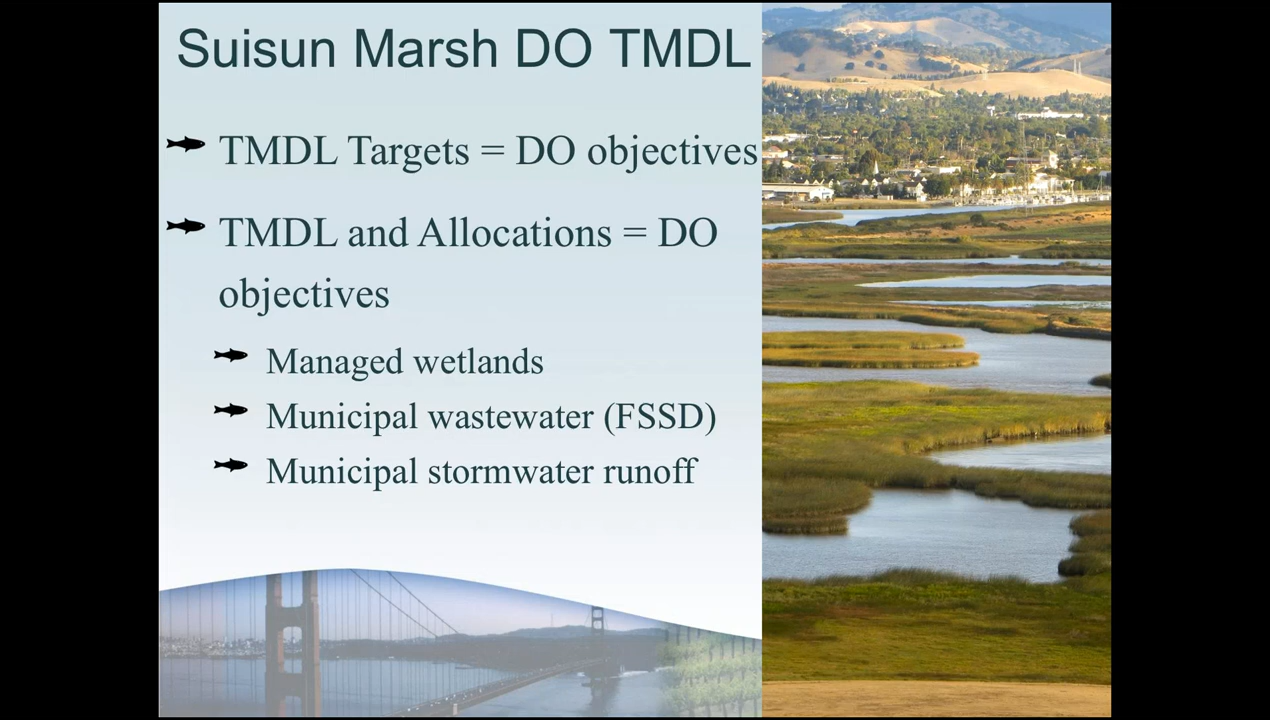 Suisun Marsh DO TMDL
TMDL Targets = DO objectives
TMDL and Allocations = DO
objectives
Managed wetlands
Municipal wastewater (FSSD)
Municipal stormwater runoff